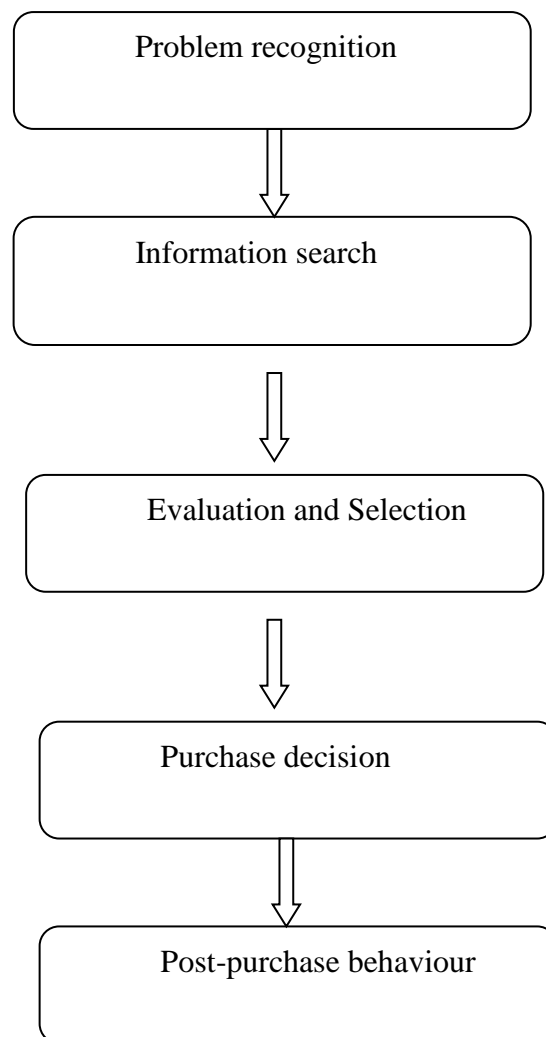 Problem recognition
Information search
Evaluation and Selection
Purchase decision
Post-purchase behaviour